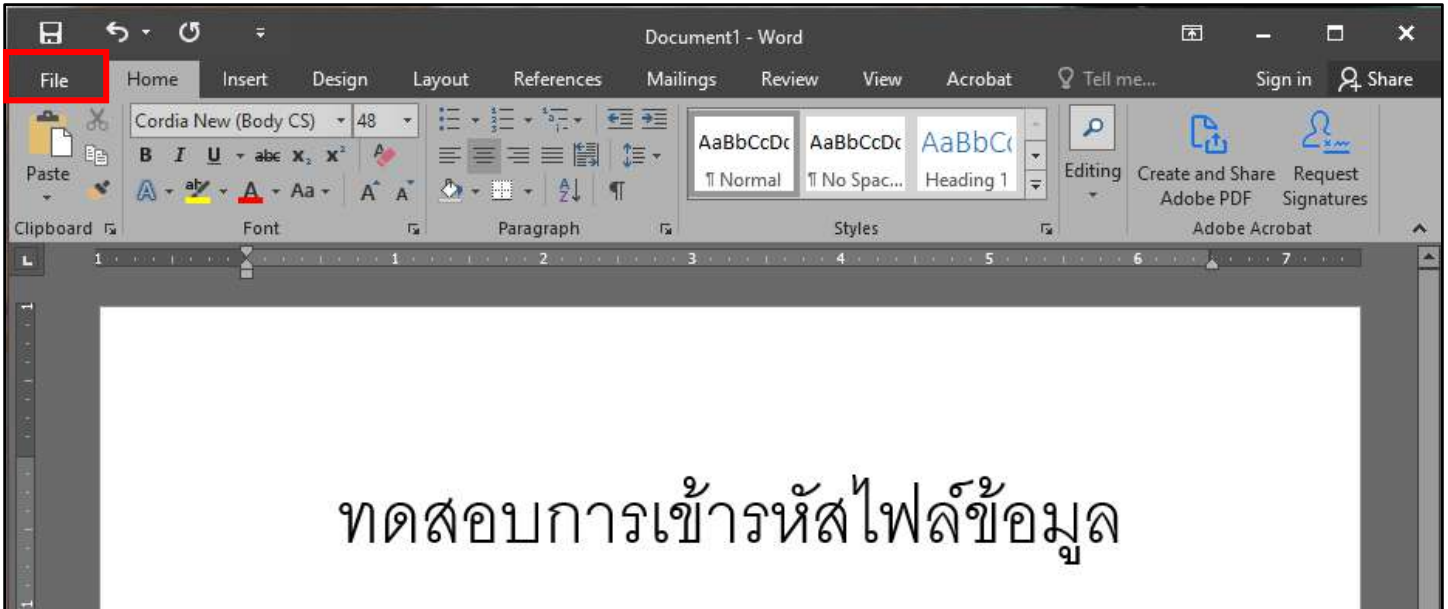 Document1 - Word
File Home Insert Design Layout References Mailings Review View Acrobat Tell me... Sign in Share
Cordia New (Body CS) 48
Paste
B I U abc X₂ X²
A aby A Aa A A
AaBbCcDc AaBbCcDc AaBbCc
¶ Normal ¶ No Spac... Heading 1
Editing
Create and Share Adobe PDF
Request Signatures
Clipboard Font Paragraph Styles Adobe Acrobat
L 1 1 2 3 4 5 6 7
1
1
ทดสอบการเข้ารหัสไฟล์ข้อมูล